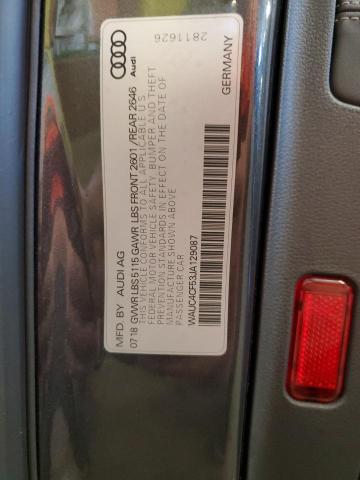 MFD. BY AUDI AG
0718 GVWR LBS 5115 GAWR LBS FRONT 2601 / REAR 2646
THIS VEHICLE CONFORMS TO ALL APPLICABLE U.S.
FEDERAL MOTOR VEHICLE SAFETY, BUMPER AND THEFT
PREVENTION STANDARDS IN EFFECT ON THE DATE OF
MANUFACTURE SHOWN ABOVE.
PASSENGER CAR
WAUC4CF53JA129087
GERMANY
Audi
2811626